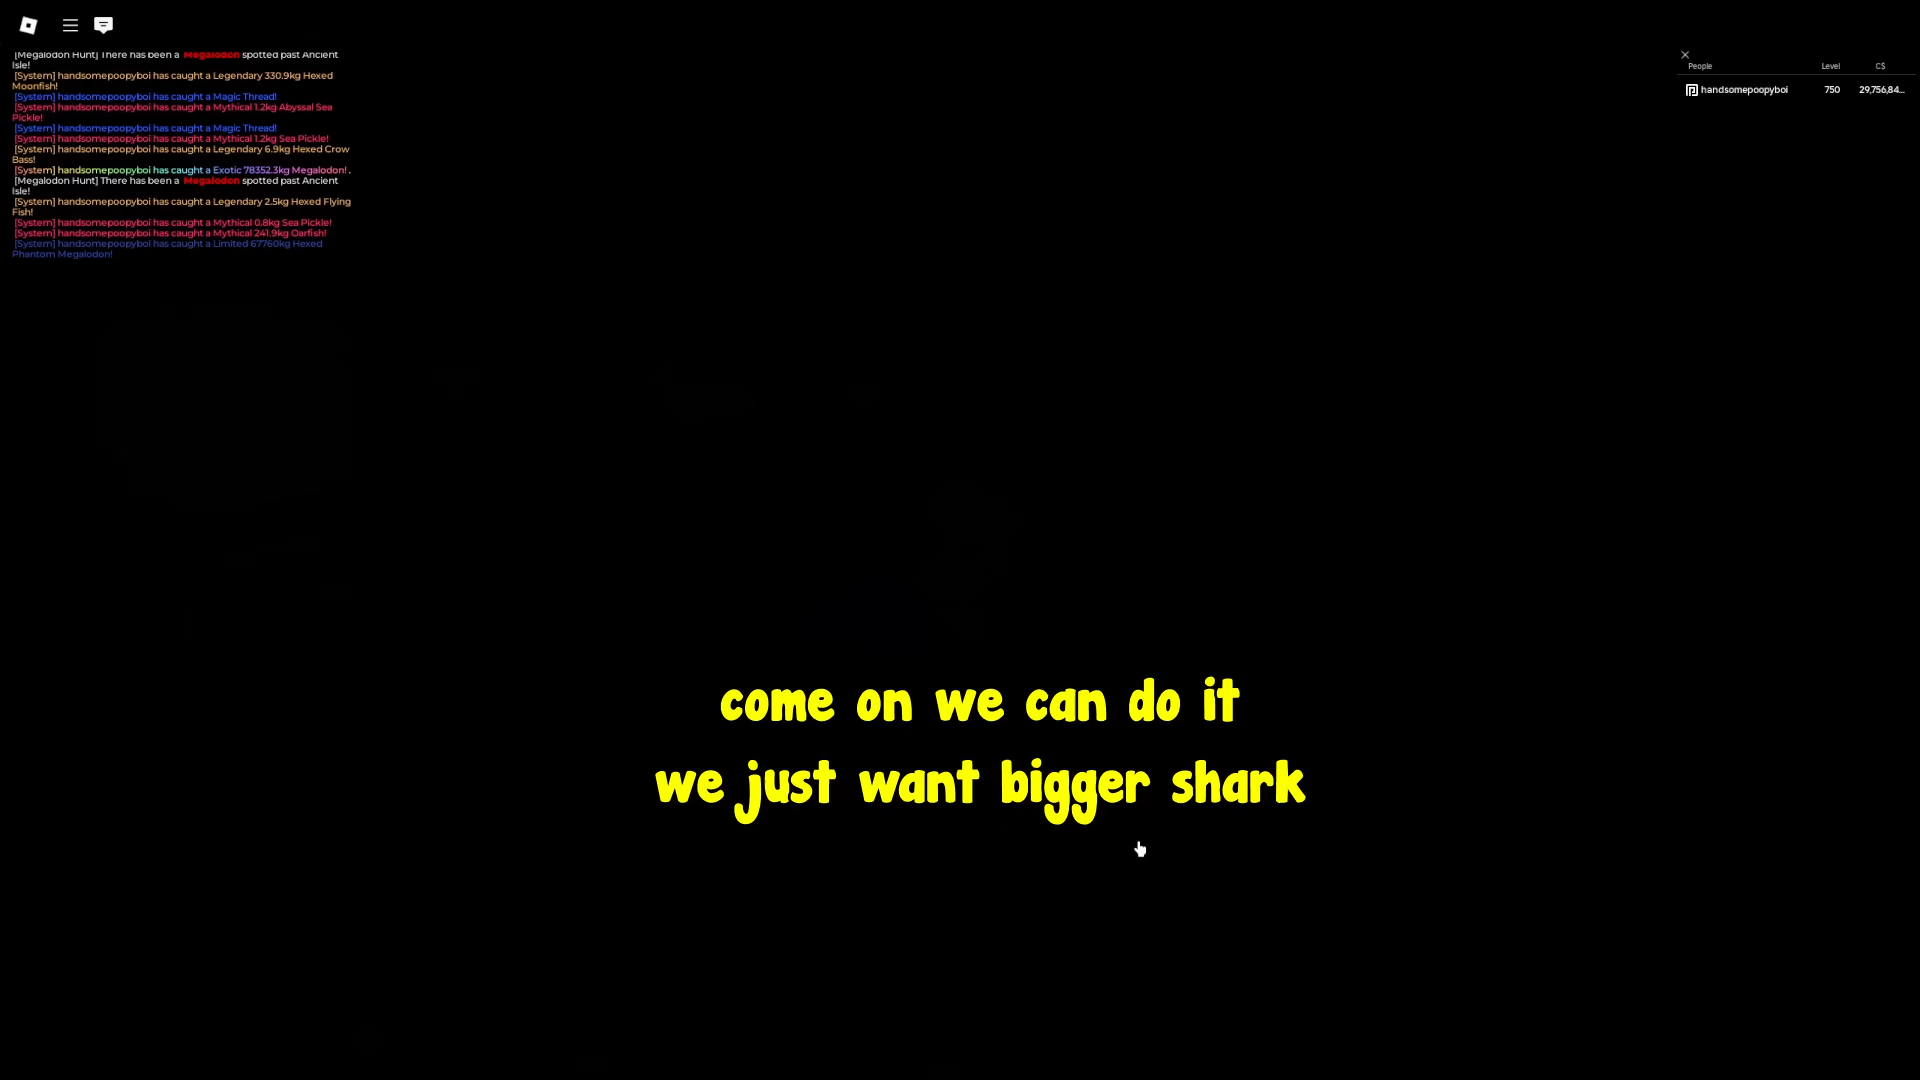 [Megalodon Hunt] There has been a Megalodon spotted past Ancient
Isle!
[System] handsomepoopyboi has caught a Legendary 330.9kg Hexed
Moonfish!
[System] handsomepoopyboi has caught a Magic Thread!
[System] handsomepoopyboi has caught a Mythical 1.2kg Abyssal Sea
Pickle!
[System] handsomepoopyboi has caught a Magic Thread!
[System] handsomepoopyboi has caught a Mythical 1.2kg Sea Pickle!
[System] handsomepoopyboi has caught a Legendary 6.9kg Hexed Crow
Bass!
[System] handsomepoopyboi has caught a Exotic 78352.3kg Megalodon! .
[Megalodon Hunt] There has been a Megalodon spotted past Ancient
Isle!
[System] handsomepoopyboi has caught a Legendary 2.5kg Hexed Flying
Fish!
[System] handsomepoopyboi has caught a Mythical 0.8kg Sea Pickle!
[System] handsomepoopyboi has caught a Mythical 241.9kg Oarfish!
[System] handsomepoopyboi has caught a Limited 67760kg Hexed
Phantom Megalodon!
People Level C$
handsomepoopyboi 750 29,756,84...
come on we can do it
we just want bigger shark